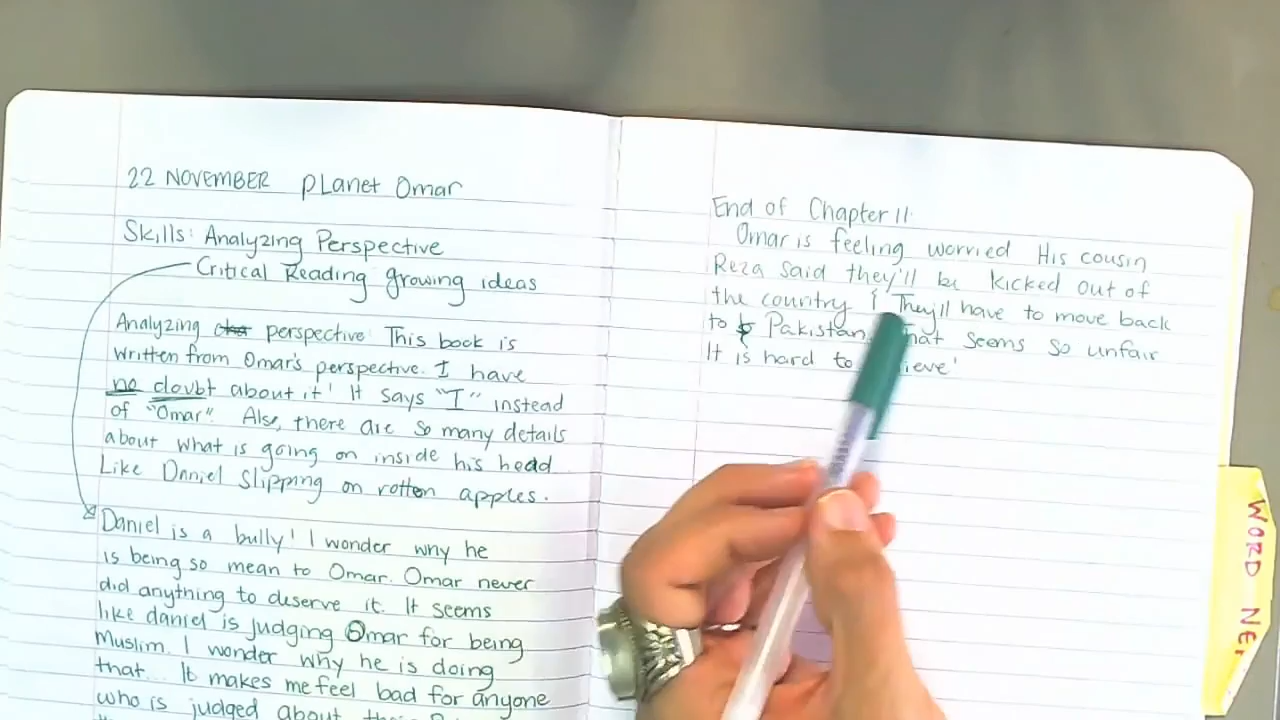 22 NOVEMBER pLanet Omar
Skills: Analyzing Perspective
Critical Reading growing ideas
Analyzing perspective: This book is
written from Omar's perspective. I have
no doubt about it! It says "I" instead
of "Omar". Also, there are so many details
about what is going on inside his head.
Like Daniel slipping on rotten apples.
Daniel is a bully! I wonder why he
is being so mean to Omar. Omar never
did anything to deserve it. It seems
like daniel is judging Omar for being
Muslim. I wonder why he is doing
that... It makes me feel bad for anyone
who is judged about their
End of Chapter 11:
Omar is feeling worried His cousin
Reza said they'll be kicked out of
the country & They'll have to move back
to Pakistan. seems so unfair
It is hard to
WORD NER